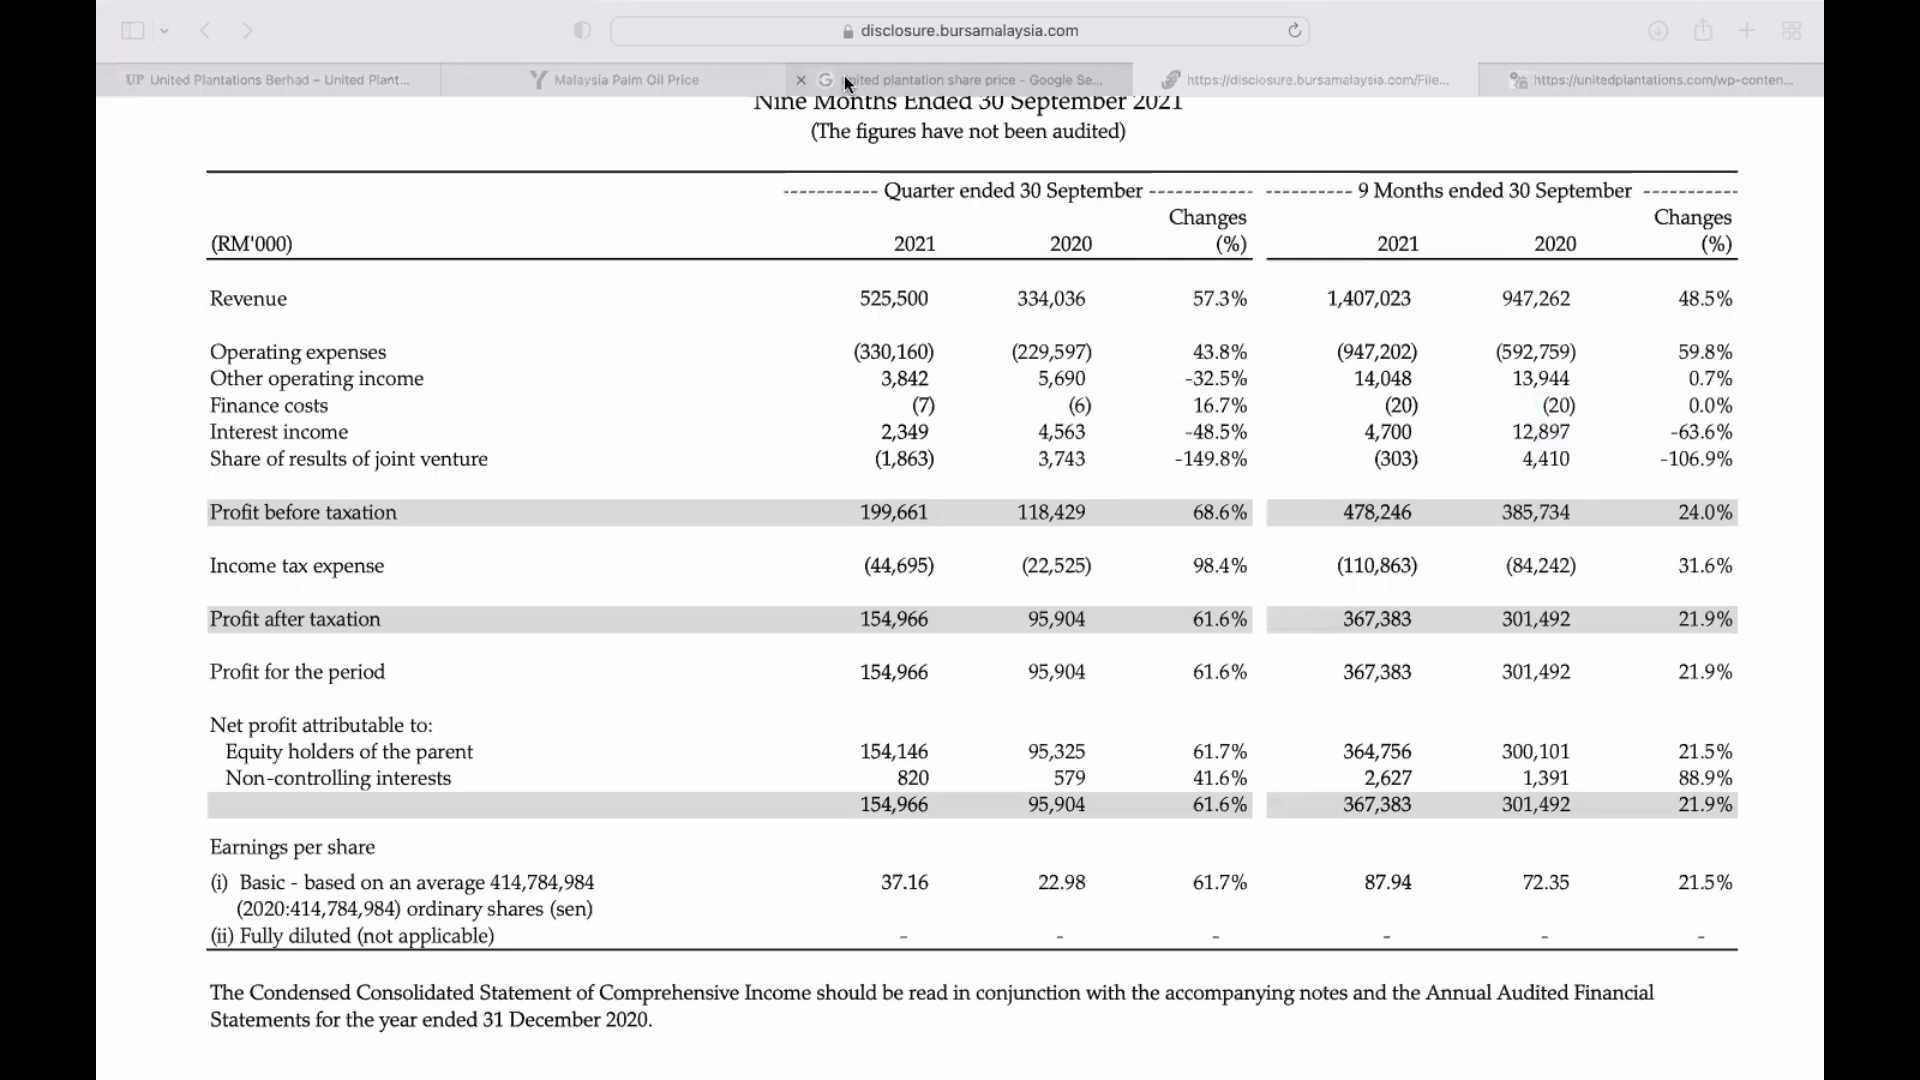 disclosure.bursamalaysia.com
UP United Plantations Berhad – United Plant...
Malaysia Palm Oil Price
plantation share price - Google Se...
https://disclosure.bursamalaysia.com/File...
https://unitedplantations.com/wp-conten...
Nine Months Ended 30 September 2021
(The figures have not been audited)
----------- Quarter ended 30 September ------------ ---------- 9 Months ended 30 September -----------
Changes Changes
(RM'000) 2021 2020 (%) 2021 2020 (%)
Revenue 525,500 334,036 57.3% 1,407,023 947,262 48.5%
Operating expenses (330,160) (229,597) 43.8% (947,202) (592,759) 59.8%
Other operating income 3,842 5,690 -32.5% 14,048 13,944 0.7%
Finance costs (7) (6) 16.7% (20) (20) 0.0%
Interest income 2,349 4,563 -48.5% 4,700 12,897 -63.6%
Share of results of joint venture (1,863) 3,743 -149.8% (303) 4,410 -106.9%
Profit before taxation 199,661 118,429 68.6% 478,246 385,734 24.0%
Income tax expense (44,695) (22,525) 98.4% (110,863) (84,242) 31.6%
Profit after taxation 154,966 95,904 61.6% 367,383 301,492 21.9%
Profit for the period 154,966 95,904 61.6% 367,383 301,492 21.9%
Net profit attributable to:
Equity holders of the parent 154,146 95,325 61.7% 364,756 300,101 21.5%
Non-controlling interests 820 579 41.6% 2,627 1,391 88.9%
154,966 95,904 61.6% 367,383 301,492 21.9%
Earnings per share
(i) Basic - based on an average 414,784,984 37.16 22.98 61.7% 87.94 72.35 21.5%
(2020:414,784,984) ordinary shares (sen)
(ii) Fully diluted (not applicable) - - - - - -
The Condensed Consolidated Statement of Comprehensive Income should be read in conjunction with the accompanying notes and the Annual Audited Financial
Statements for the year ended 31 December 2020.